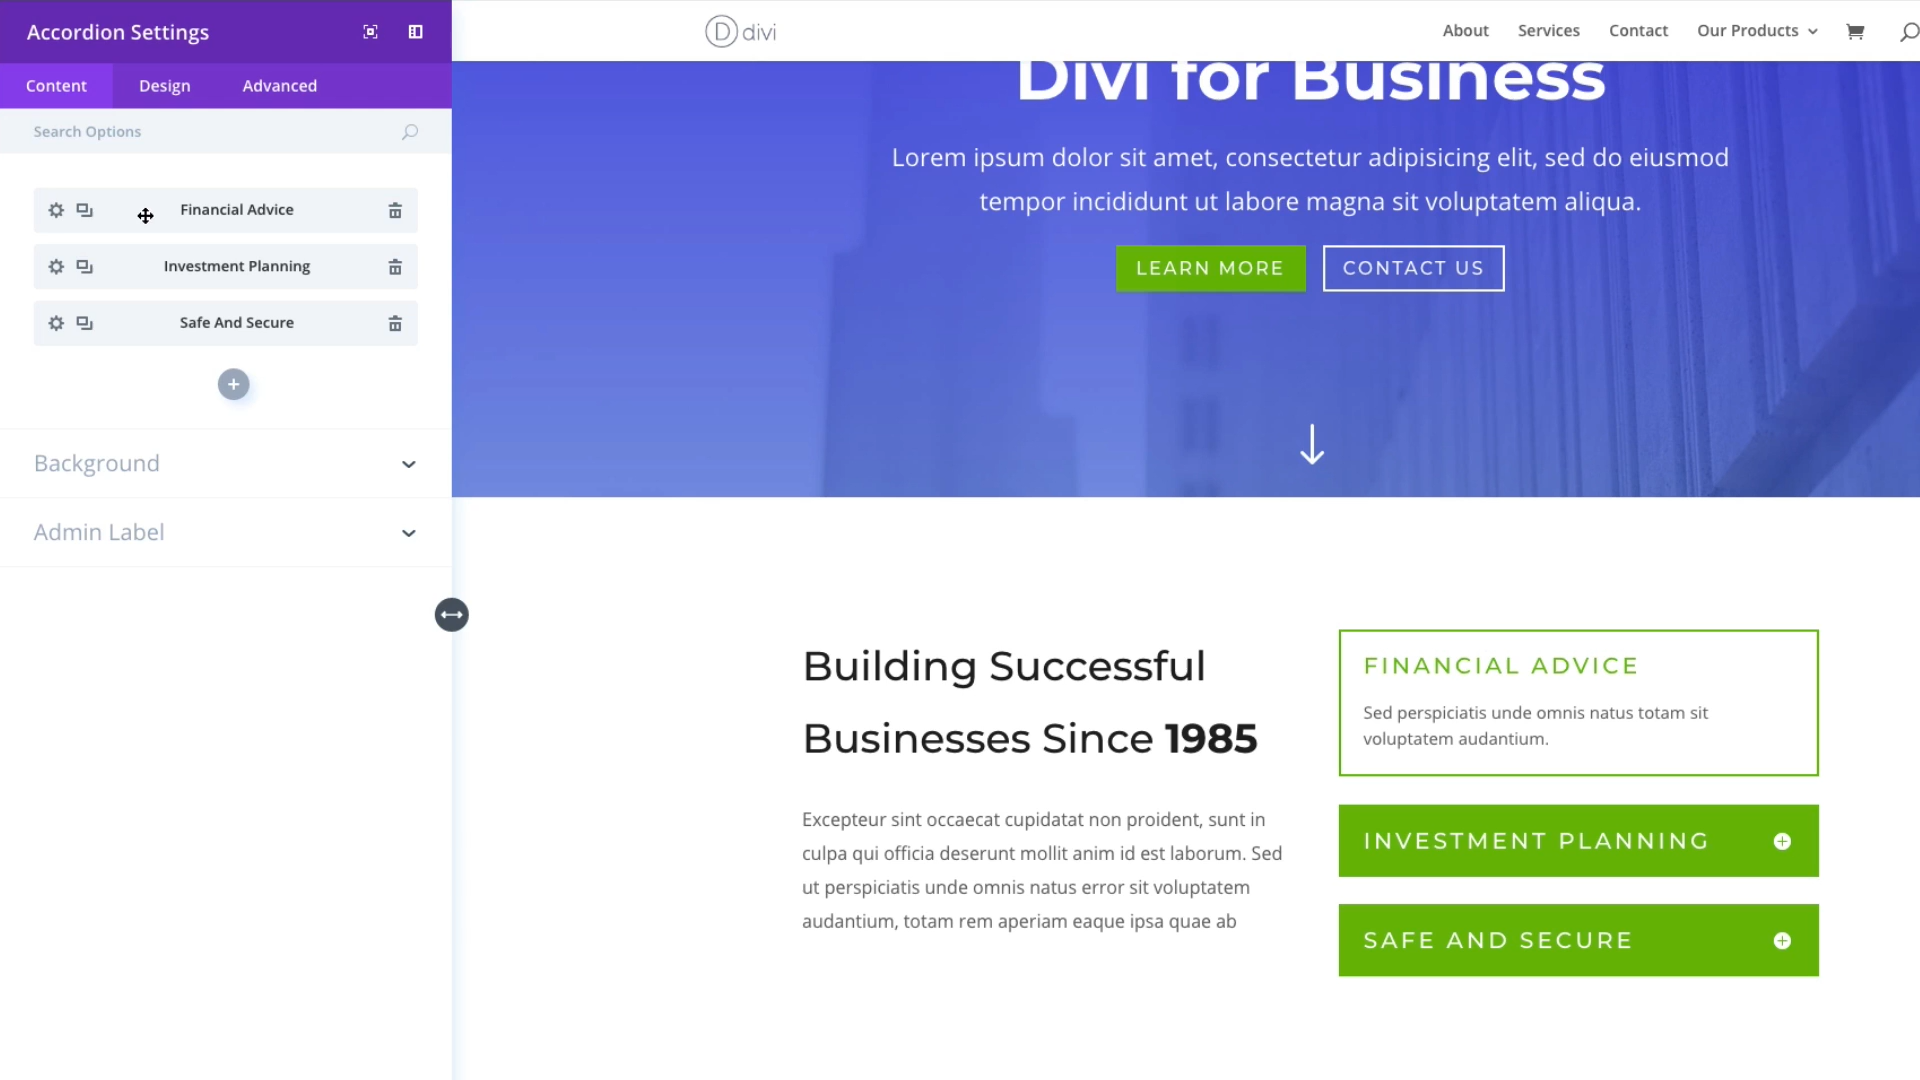 Accordion Settings
Content
Design
Advanced
Search Options
Financial Advice
Investment Planning
Safe And Secure
Background
Admin Label
D divi
About
Services
Contact
Our Products
Divi for Business
Lorem ipsum dolor sit amet, consectetur adipisicing elit, sed do eiusmod
tempor incididunt ut labore magna sit voluptatem aliqua.
LEARN MORE
CONTACT US
Building Successful
Businesses Since 1985
Excepteur sint occaecat cupidatat non proident, sunt in
culpa qui officia deserunt mollit anim id est laborum. Sed
ut perspiciatis unde omnis natus error sit voluptatem
audantium, totam rem aperiam eaque ipsa quae ab
FINANCIAL ADVICE
Sed perspiciatis unde omnis natus totam sit
voluptatem audantium.
INVESTMENT PLANNING
SAFE AND SECURE